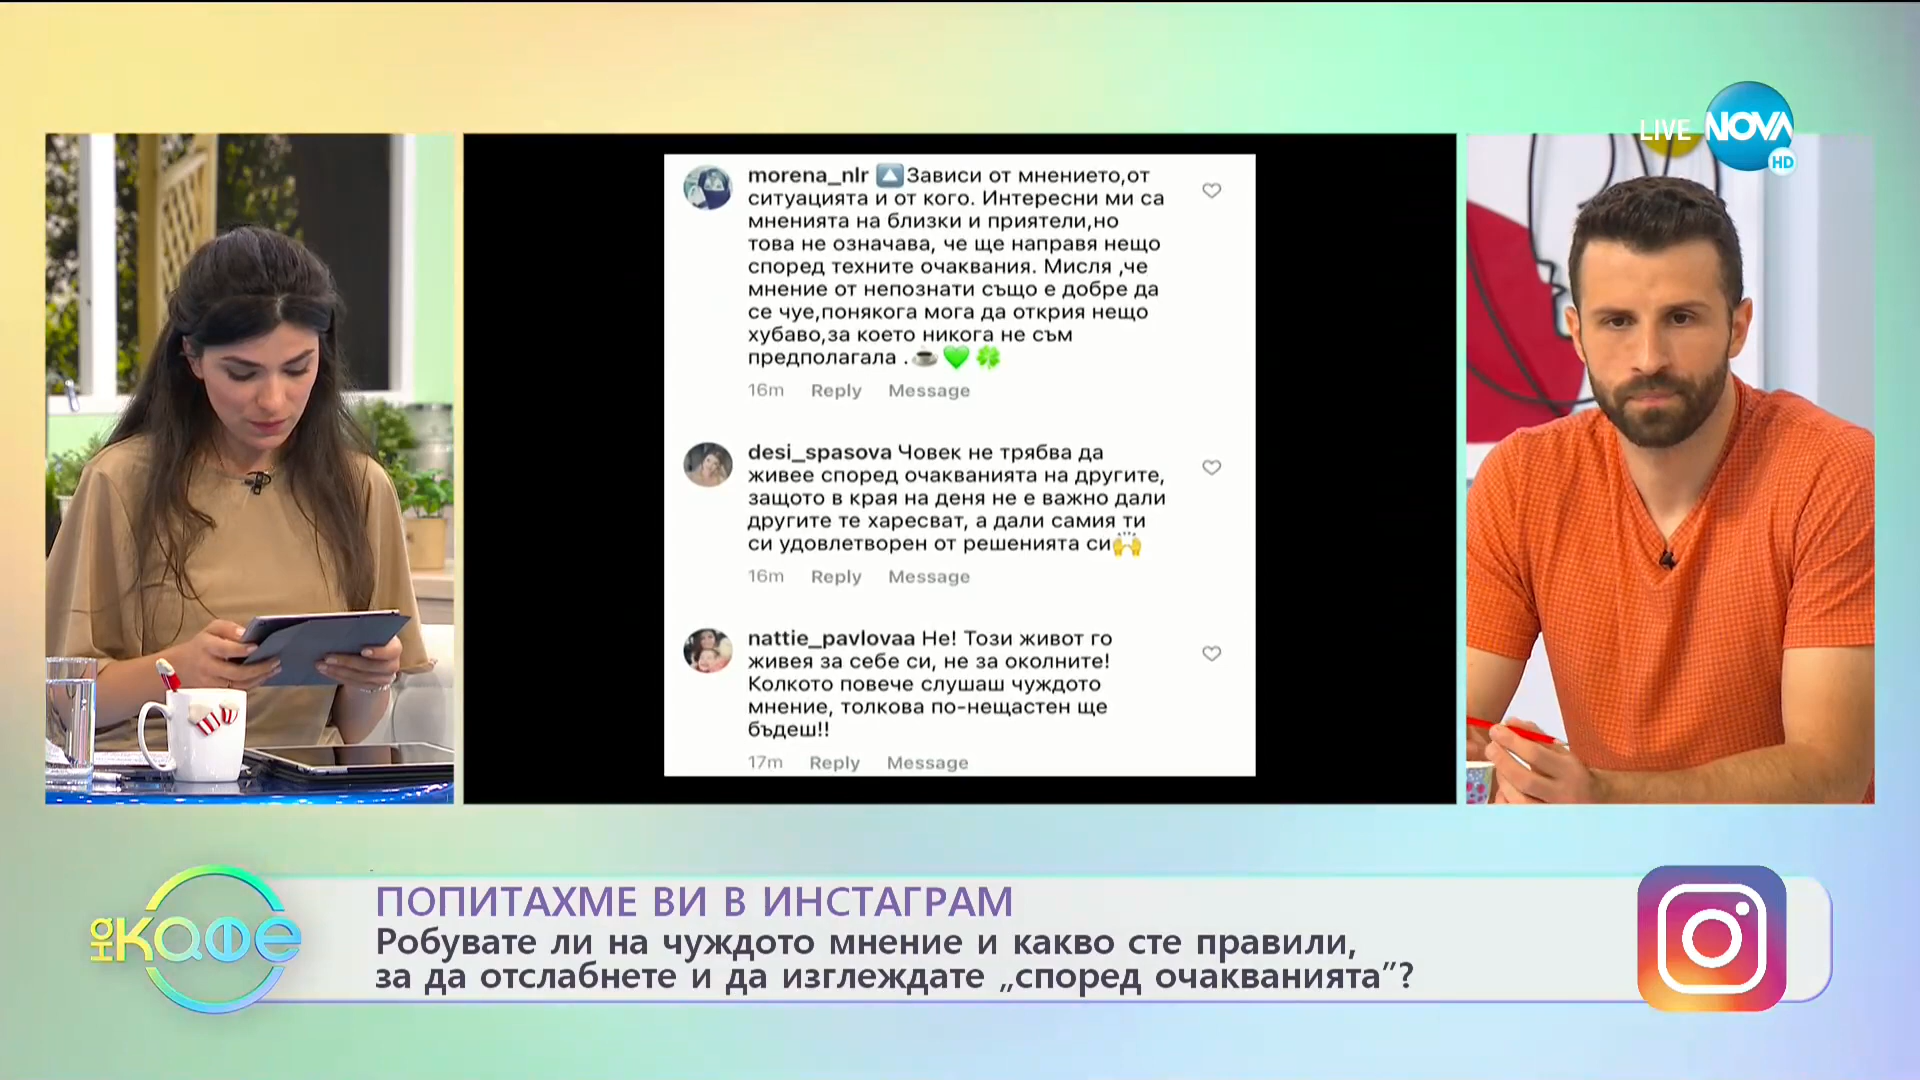 LIVE NOVA
HD
morena_nlr 🔼Зависи от мнението,от
ситуацията и от кого. Интересни ми са
мненията на близки и приятели,но
това не означава, че ще направя нещо
според техните очаквания. Мисля ,че
мнение от непознати също е добре да
се чуе,понякога мога да открия нещо
хубаво,за което никога не съм
предполагала .☕💚🍀
16m Reply Message
desi_spasova Човек не трябва да
живее според очакванията на другите,
защото в края на деня не е важно дали
другите те харесват, а дали самия ти
си удовлетворен от решенията си🙌
16m Reply Message
nattie_pavlovaa Не! Този живот го
живея за себе си, не за околните!
Колкото повече слушаш чуждото
мнение, толкова по-нещастен ще
бъдеш!!
17m Reply Message
на кафе
ПОПИТАХМЕ ВИ В ИНСТАГРАМ
Робувате ли на чуждото мнение и какво сте правили,
за да отслабнете и да изглеждате „според очакванията”?